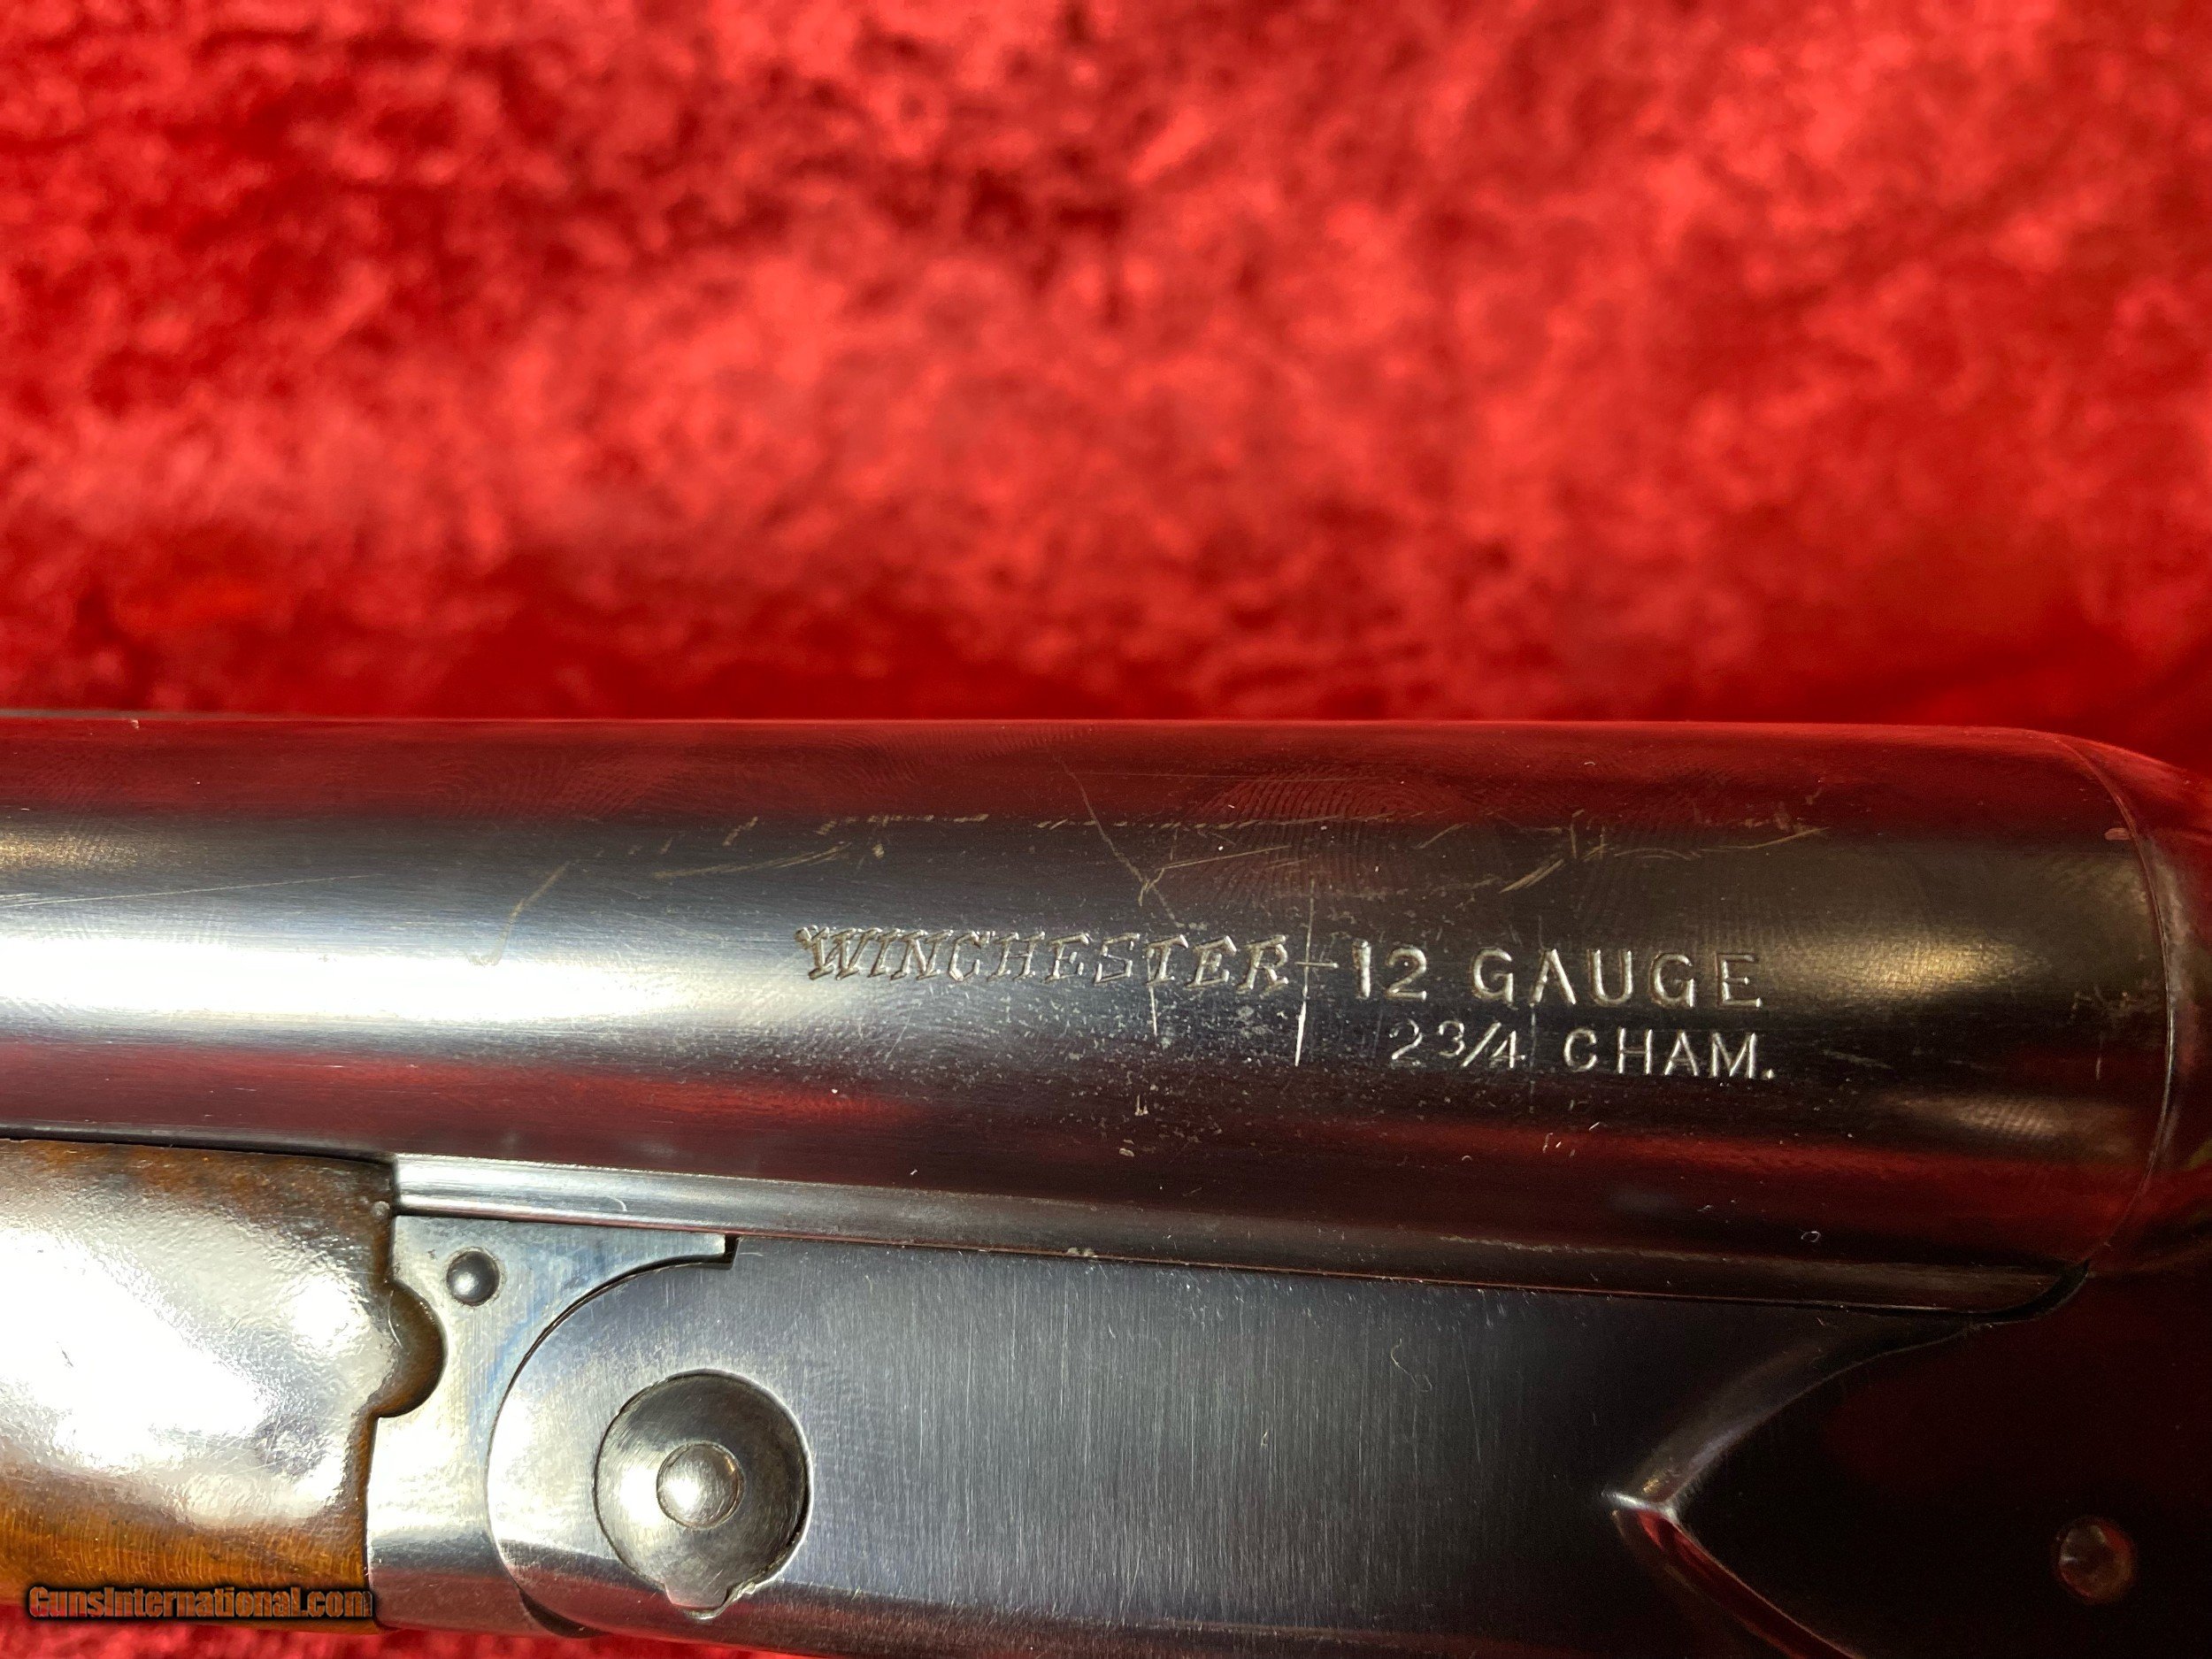 WINCHESTER-12 GAUGE
2 3/4 CHAM.
GunsInternational.com